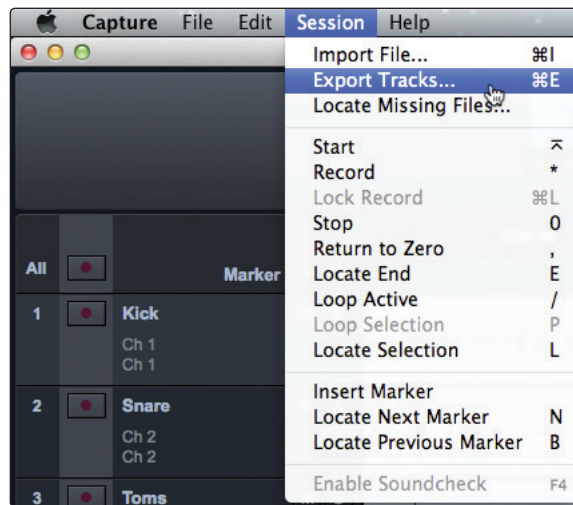 Capture File Edit Session Help
Import File... ⌘I
Export Tracks... ⌘E
Locate Missing Files...
Start ⌅
Record *
Lock Record ⌘L
Stop 0
Return to Zero ,
Locate End E
Loop Active /
Loop Selection P
Locate Selection L
Insert Marker
Locate Next Marker N
Locate Previous Marker B
Enable Soundcheck F4
All Marker
1 Kick
Ch 1
Ch 1
2 Snare
Ch 2
Ch 2
3 Toms